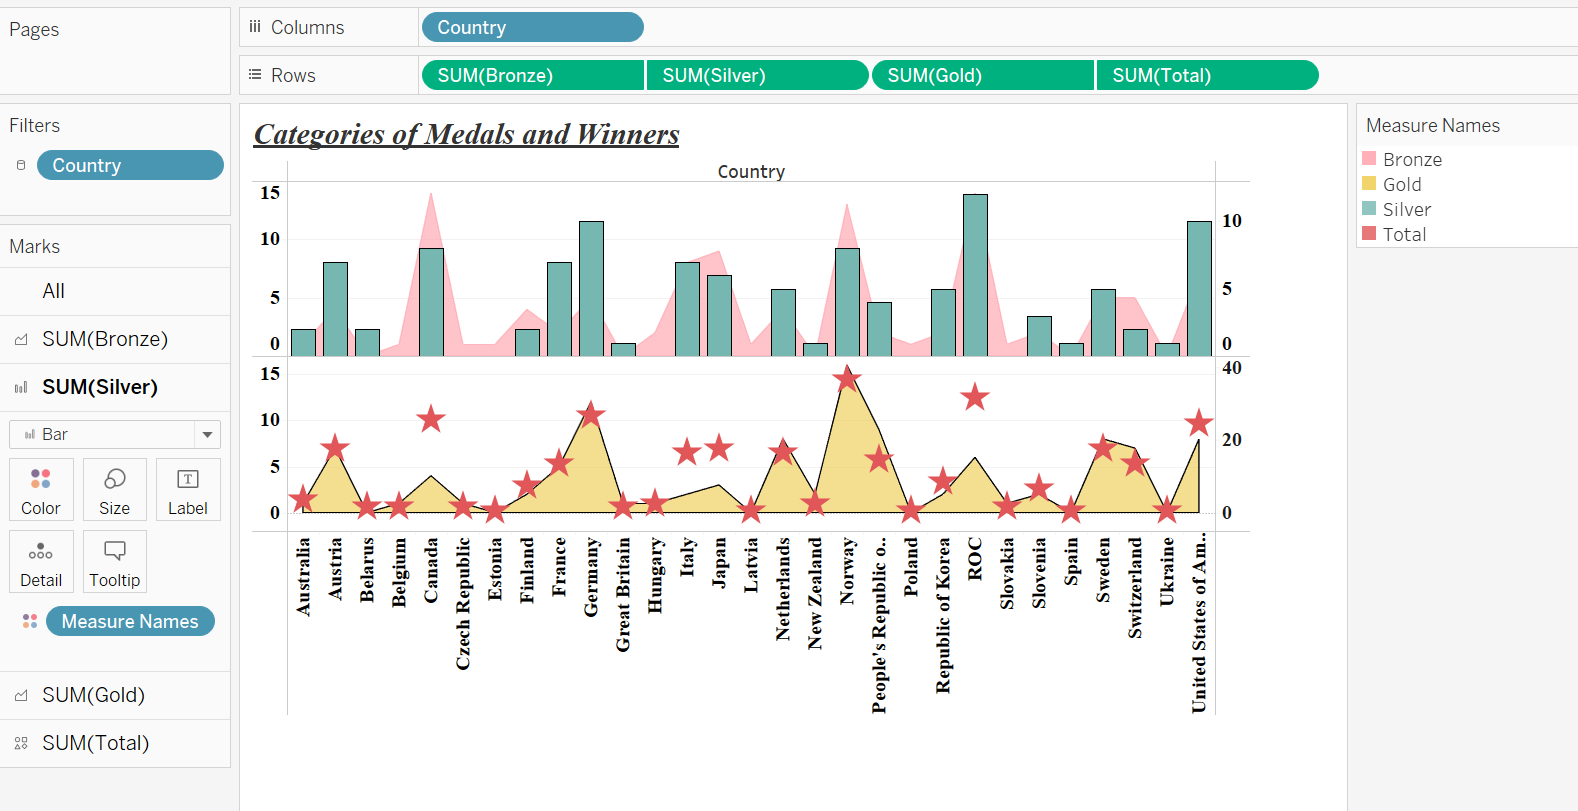 Pages
Columns
Country
Rows
SUM(Bronze)
SUM(Silver)
SUM(Gold)
SUM(Total)
Filters
Country
Marks
All
SUM(Bronze)
SUM(Silver)
Bar
Color
Size
Label
Detail
Tooltip
Measure Names
SUM(Gold)
SUM(Total)
Categories of Medals and Winners
Country
15
10
5
0
10
5
0
15
10
5
0
40
20
0
Australia
Austria
Belarus
Belgium
Canada
Czech Republic
Estonia
Finland
France
Germany
Great Britain
Hungary
Italy
Japan
Latvia
Netherlands
New Zealand
Norway
People's Republic o..
Poland
Republic of Korea
ROC
Slovakia
Slovenia
Spain
Sweden
Switzerland
Ukraine
United States of Am..
Measure Names
Bronze
Gold
Silver
Total